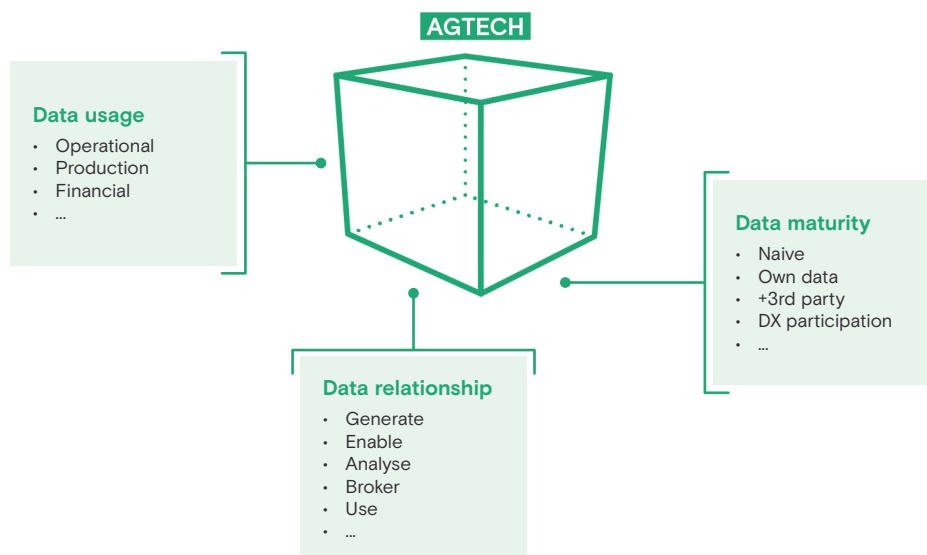 AGTECH
Data usage
• Operational
• Production
• Financial
• ...
Data maturity
• Naive
• Own data
• +3rd party
• DX participation
• ...
Data relationship
• Generate
• Enable
• Analyse
• Broker
• Use
• ...